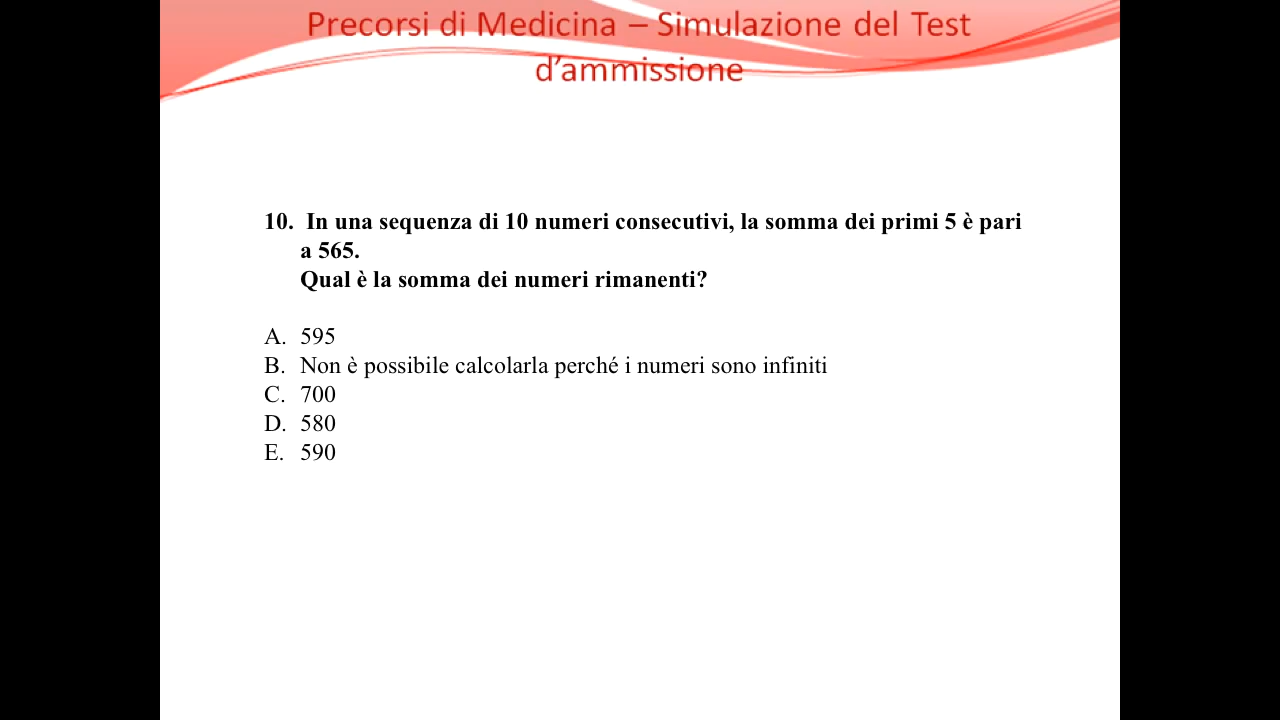 Precorsi di Medicina – Simulazione del Test
d’ammissione
10. In una sequenza di 10 numeri consecutivi, la somma dei primi 5 è pari
a 565.
Qual è la somma dei numeri rimanenti?
A. 595
B. Non è possibile calcolarla perché i numeri sono infiniti
C. 700
D. 580
E. 590